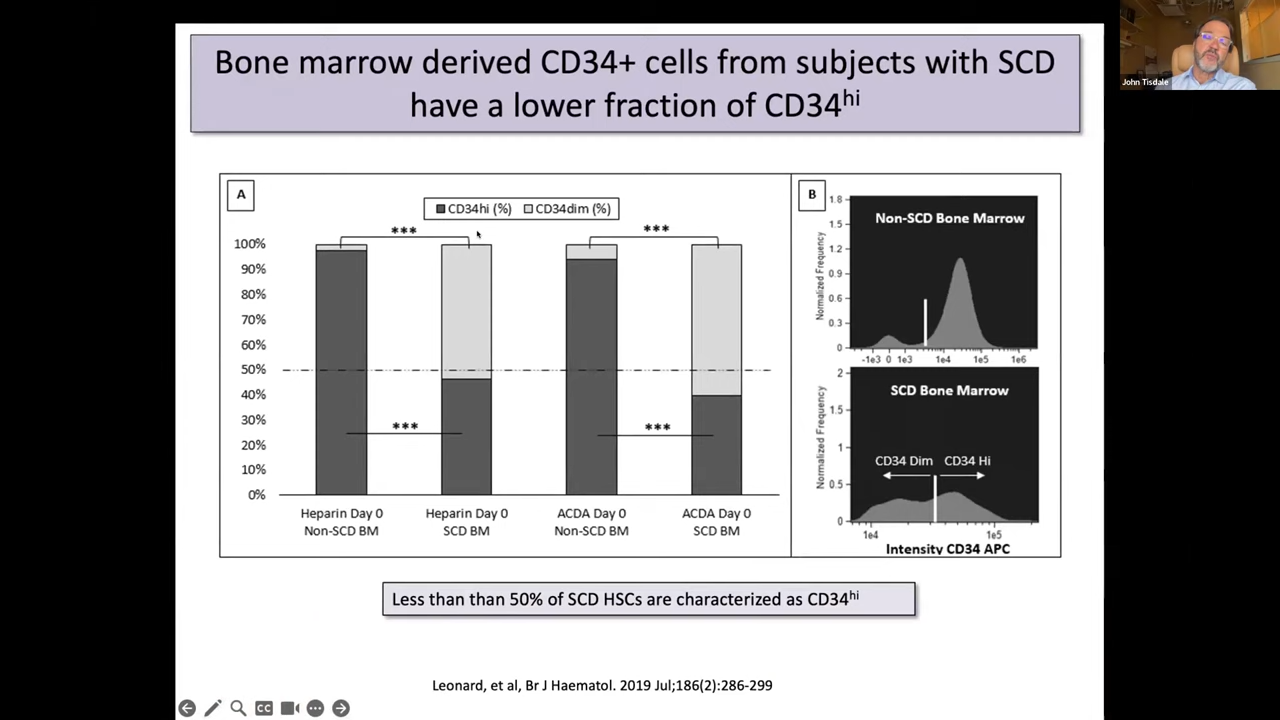 Bone marrow derived CD34+ cells from subjects with SCD
have a lower fraction of CD34hi
John Tisdale
A
CD34hi (%) CD34dim (%)
*** ***
100%
90%
80%
70%
60%
50%
40%
30%
20%
10%
0%
*** ***
Heparin Day 0
Non-SCD BM
Heparin Day 0
SCD BM
ACDA Day 0
Non-SCD BM
ACDA Day 0
SCD BM
B
Non-SCD Bone Marrow
Normalized Frequency
1.8
1.5
1.2
0.9
0.6
0.3
0
-1e3 0 1e3 1e4 1e5 1e6
SCD Bone Marrow
Normalized Frequency
2
1.5
1
0.5
0
CD34 Dim CD34 Hi
1e4 1e5
Intensity CD34 APC
Less than than 50% of SCD HSCs are characterized as CD34hi
Leonard, et al, Br J Haematol. 2019 Jul;186(2):286-299
CC